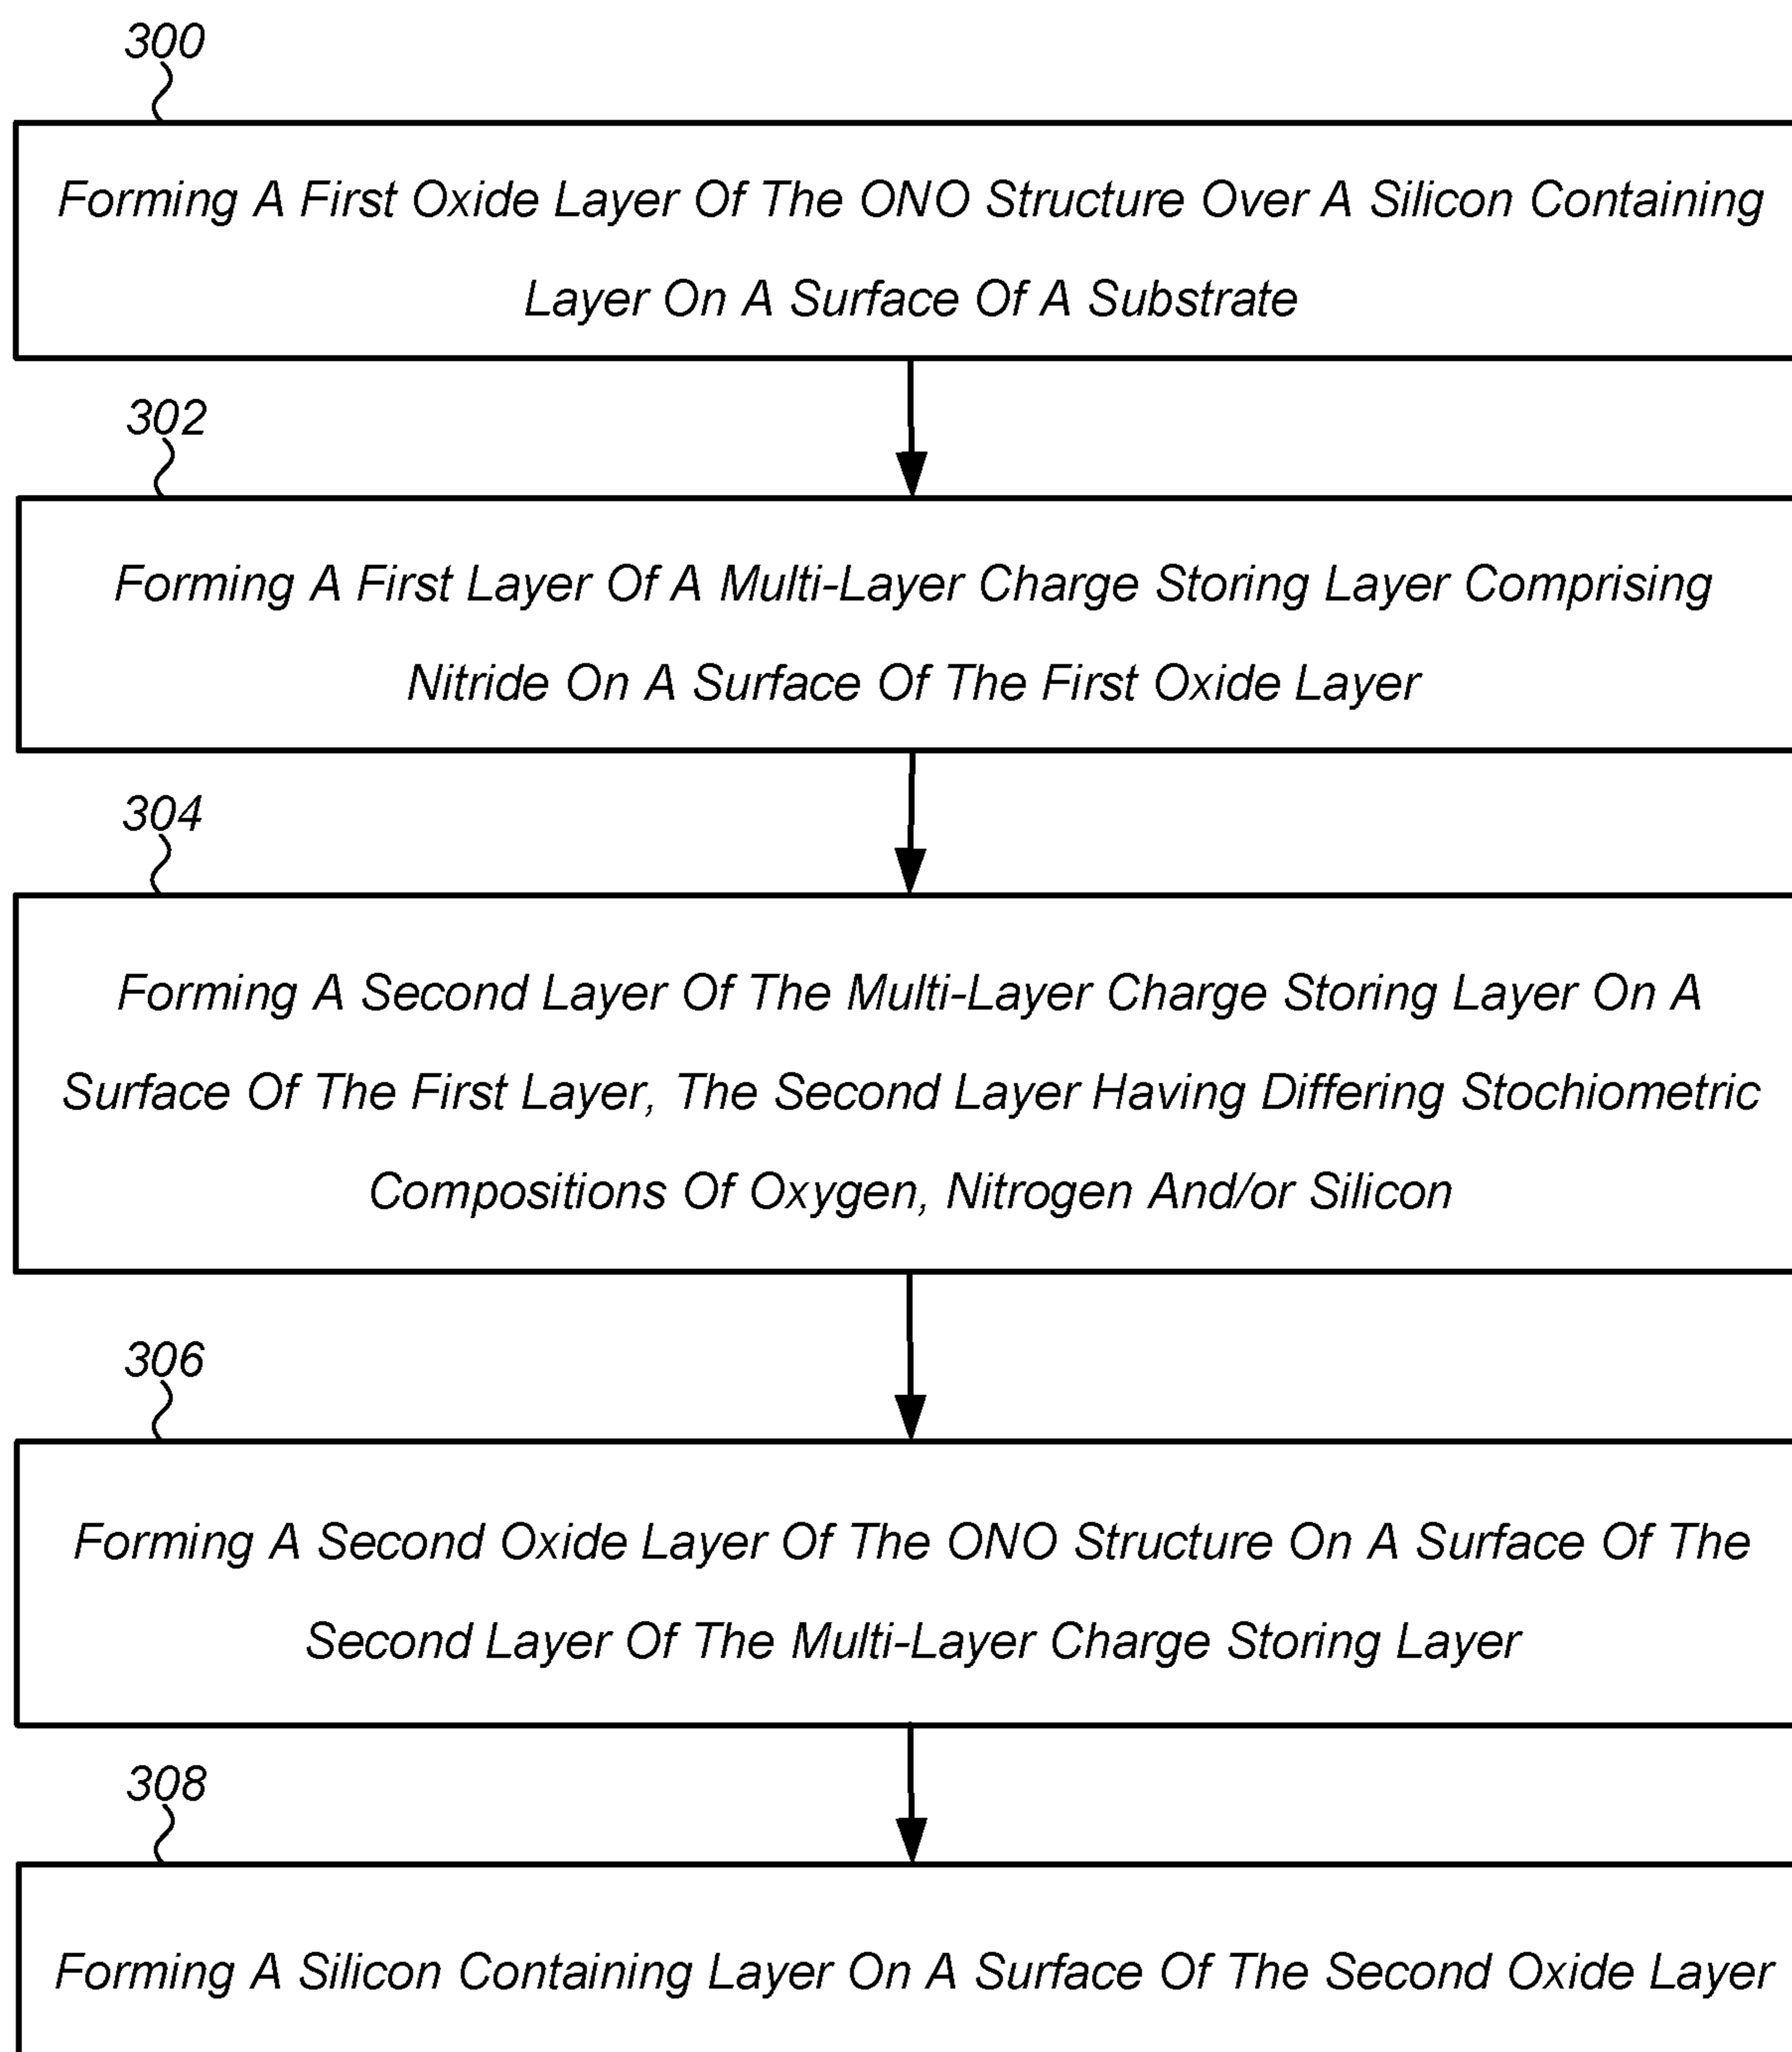 300
Forming A First Oxide Layer Of The ONO Structure Over A Silicon Containing
Layer On A Surface Of A Substrate
302
Forming A First Layer Of A Multi-Layer Charge Storing Layer Comprising
Nitride On A Surface Of The First Oxide Layer
304
Forming A Second Layer Of The Multi-Layer Charge Storing Layer On A
Surface Of The First Layer, The Second Layer Having Differing Stochiometric
Compositions Of Oxygen, Nitrogen And/or Silicon
306
Forming A Second Oxide Layer Of The ONO Structure On A Surface Of The
Second Layer Of The Multi-Layer Charge Storing Layer
308
Forming A Silicon Containing Layer On A Surface Of The Second Oxide Layer